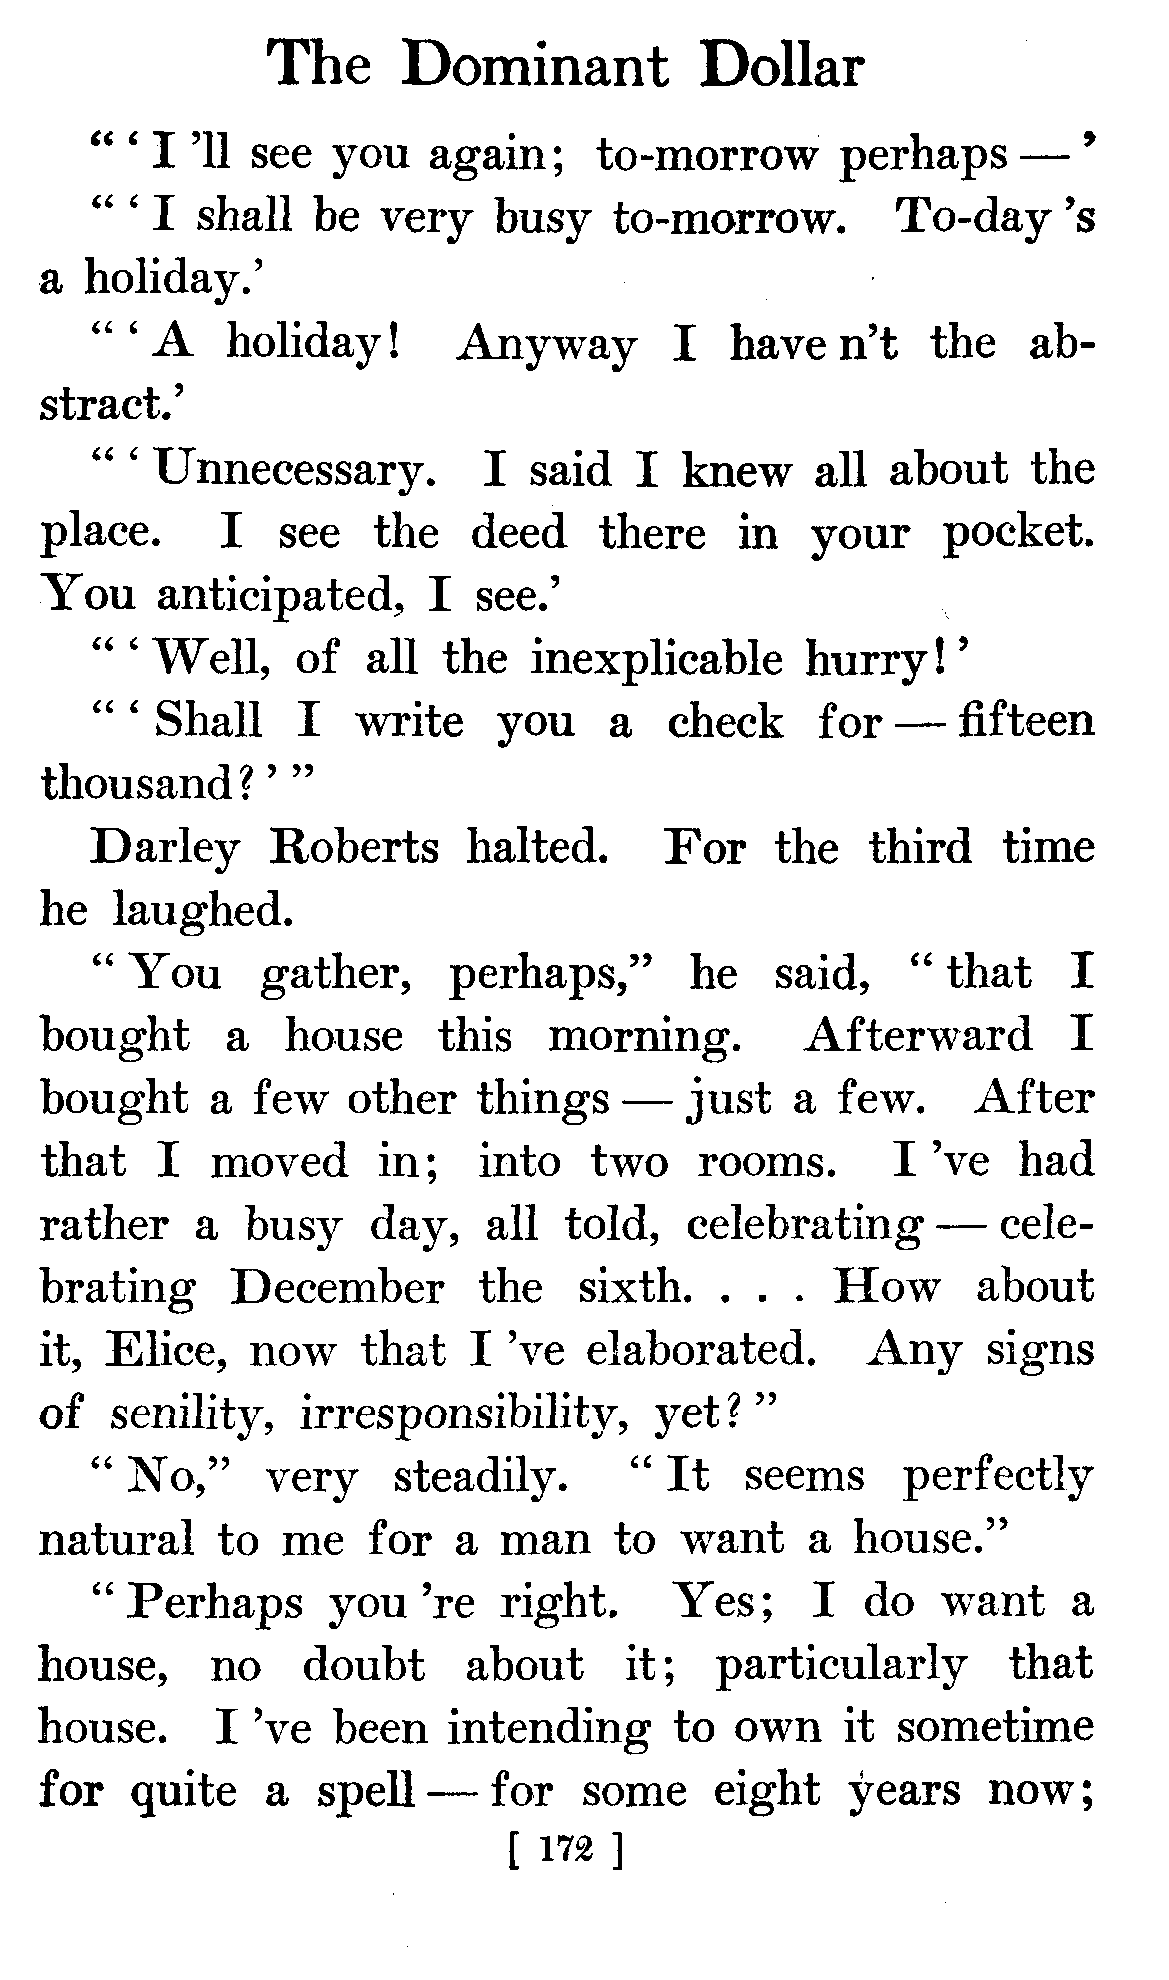 The Dominant Dollar
“ ‘ I ’ll see you again; to-morrow perhaps — ’
“ ‘ I shall be very busy to-morrow. To-day ’s
a holiday.’
“ ‘ A holiday! Anyway I have n’t the ab-
stract.’
“ ‘ Unnecessary. I said I knew all about the
place. I see the deed there in your pocket.
You anticipated, I see.’
“ ‘ Well, of all the inexplicable hurry! ’
“ ‘ Shall I write you a check for — fifteen
thousand? ’ ”
Darley Roberts halted. For the third time
he laughed.
“ You gather, perhaps,” he said, “ that I
bought a house this morning. Afterward I
bought a few other things — just a few. After
that I moved in; into two rooms. I ’ve had
rather a busy day, all told, celebrating — cele-
brating December the sixth. . . . How about
it, Elice, now that I ’ve elaborated. Any signs
of senility, irresponsibility, yet? ”
“ No,” very steadily. “ It seems perfectly
natural to me for a man to want a house.”
“ Perhaps you ’re right. Yes; I do want a
house, no doubt about it; particularly that
house. I ’ve been intending to own it sometime
for quite a spell — for some eight years now;
[ 172 ]